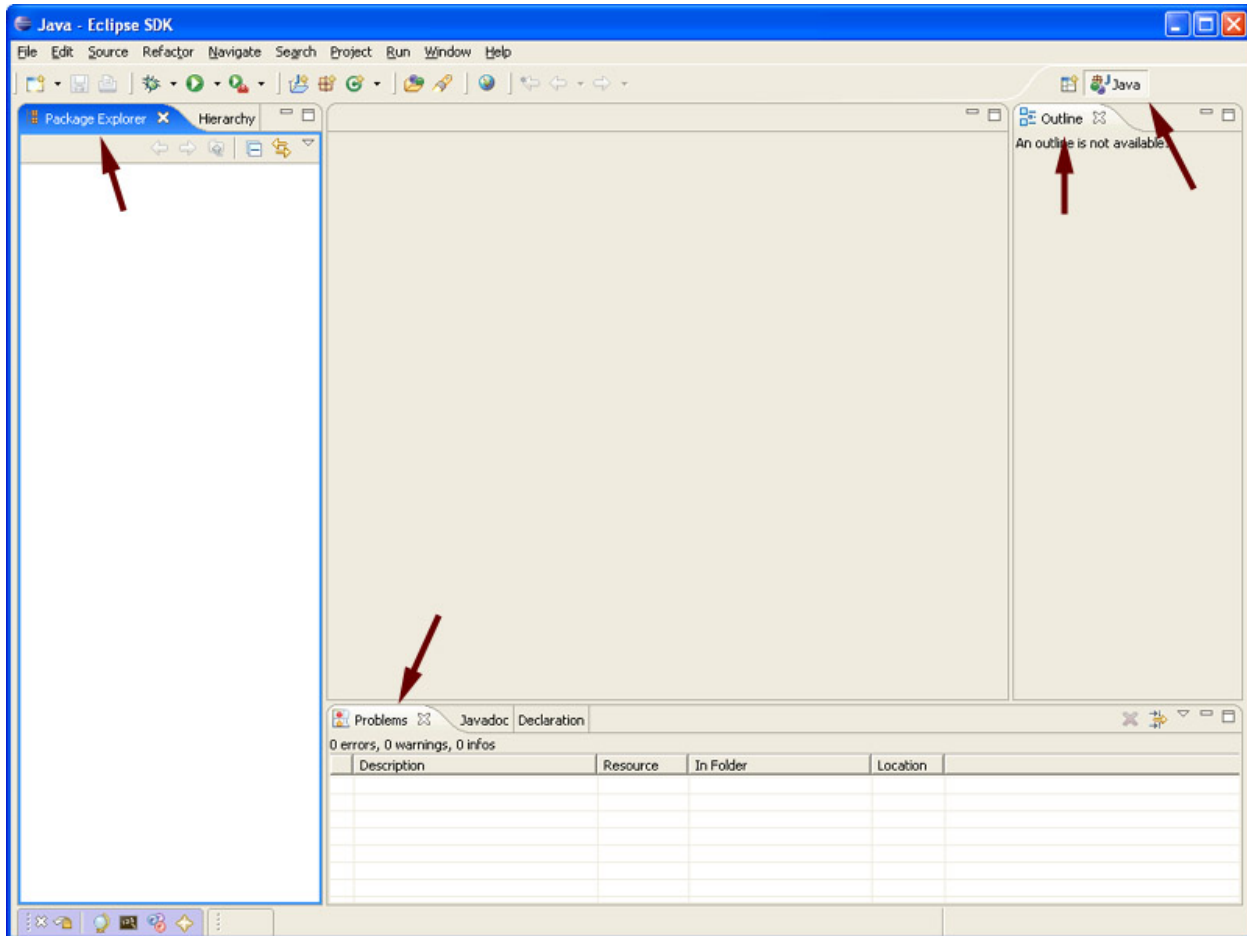 Java - Eclipse SDK
File Edit Source Refactor Navigate Search Project Run Window Help
Java
Package Explorer Hierarchy
Outline
An outline is not available.
Problems Javadoc Declaration
0 errors, 0 warnings, 0 infos
Description Resource In Folder Location